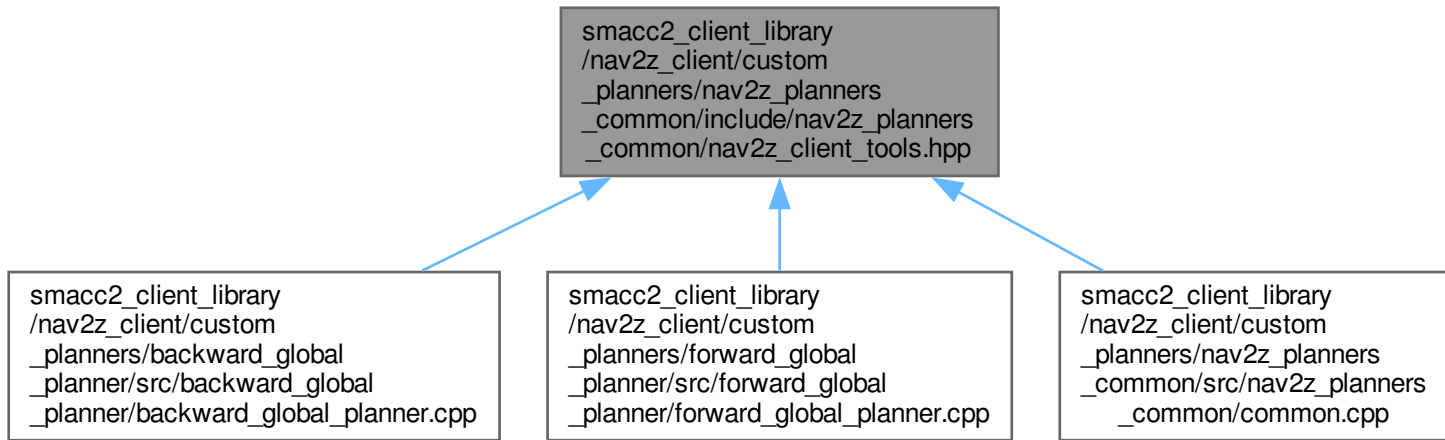 smacc2_client_library
/nav2z_client/custom
_planners/nav2z_planners
_common/include/nav2z_planners
_common/nav2z_client_tools.hpp
smacc2_client_library
/nav2z_client/custom
_planners/backward_global
_planner/src/backward_global
_planner/backward_global_planner.cpp
smacc2_client_library
/nav2z_client/custom
_planners/forward_global
_planner/src/forward_global
_planner/forward_global_planner.cpp
smacc2_client_library
/nav2z_client/custom
_planners/nav2z_planners
_common/src/nav2z_planners
_common/common.cpp